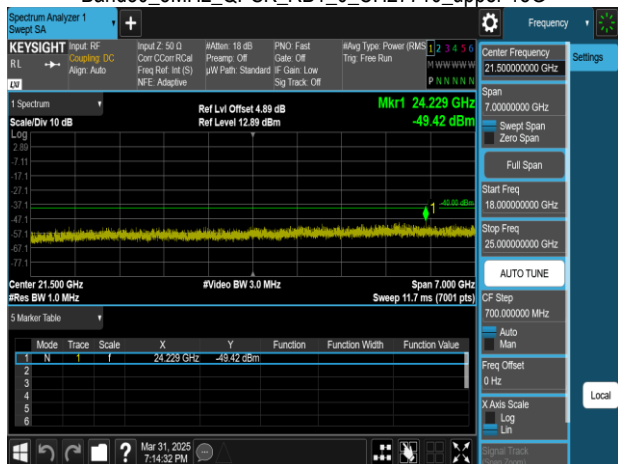 Spectrum Analyzer 1
Swept SA
+
Frequency
KEYSIGHT
RL
LXI
Input: RF
Coupling: DC
Align: Auto
Input Z: 50 Ω
Corr CCorr RCal
Freq Ref: Int (S)
NFE: Adaptive
#Atten: 18 dB
Preamp: Off
µW Path: Standard
PNO: Fast
Gate: Off
IF Gain: Low
Sig Track: Off
#Avg Type: Power (RMS
Trig: Free Run
1 2 3 4 5 6
M W W W W W
P N N N N N
1 Spectrum
Scale/Div 10 dB
Ref Lvl Offset 4.89 dB
Ref Level 12.89 dBm
Mkr1 24.229 GHz
-49.42 dBm
Log
2.89
-7.11
-17.1
-27.1
-37.1
-47.1
-57.1
-67.1
-77.1
-40.00 dBm
1
Center 21.500 GHz
#Res BW 1.0 MHz
#Video BW 3.0 MHz
Span 7.000 GHz
Sweep 11.7 ms (7001 pts)
5 Marker Table
Mode Trace Scale X Y Function Function Width Function Value
1 N 1 f 24.229 GHz -49.42 dBm
2
3
4
5
6
Mar 31, 2025
7:14:32 PM
Center Frequency
21.500000000 GHz
Span
7.00000000 GHz
Swept Span
Zero Span
Full Span
Start Freq
18.000000000 GHz
Stop Freq
25.000000000 GHz
AUTO TUNE
CF Step
700.000000 MHz
Auto
Man
Freq Offset
0 Hz
X Axis Scale
Log
Lin
Signal Track
(Span Zoom)
Settings
Local